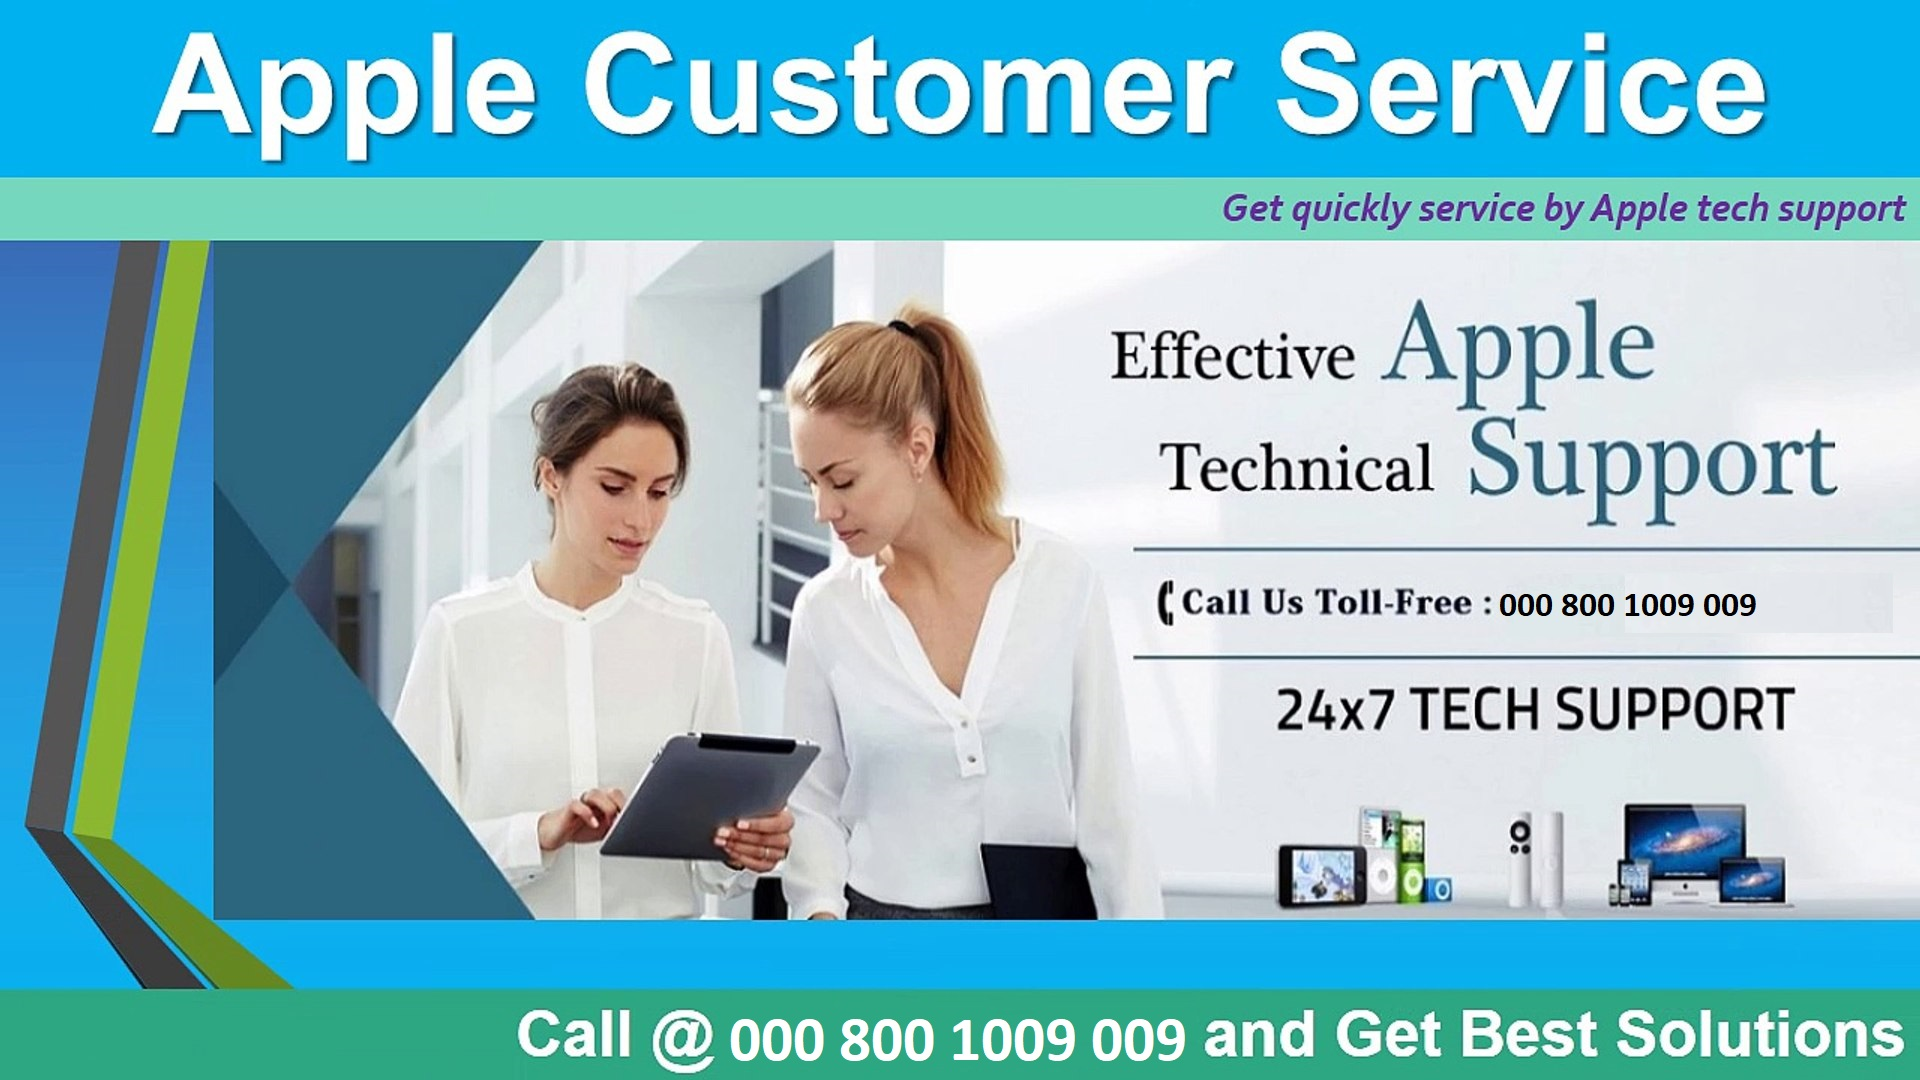 Apple Customer Service
Get quickly service by Apple tech support
Effective Apple
Technical Support
Call Us Toll-Free : 000 800 1009 009
24x7 TECH SUPPORT
Call @ 000 800 1009 009 and Get Best Solutions